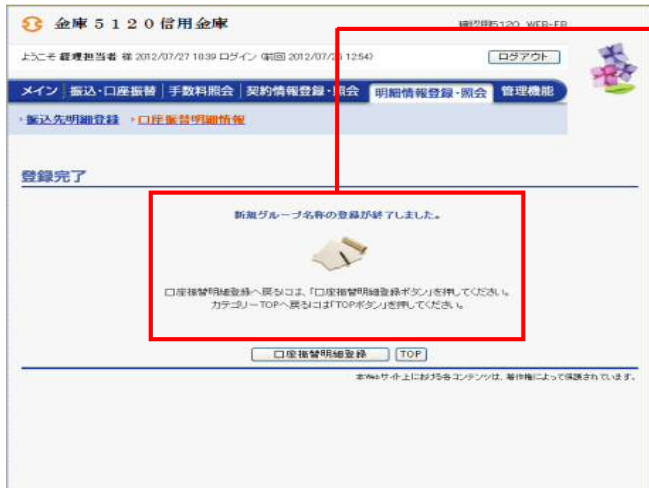 金庫５１２０信用金庫
5120 WEB-FB
ようこそ 経理担当者 様 2012/07/27 10:39 ログイン (前回 2012/07/26 12:54)
ログアウト
メイン 振込・口座振替 手数料照会 契約情報登録・照会 明細情報登録・照会 管理機能
振込先明細登録 口座振替明細情報
登録完了
新規グループ名称の登録が終了しました。
口座振替明細登録へ戻るには、「口座振替明細登録ボタン」を押してください。
カテゴリーTOPへ戻るには「TOPボタン」を押してください。
口座振替明細登録 TOP
本Webサイト上における各コンテンツは、著作権によって保護されています。